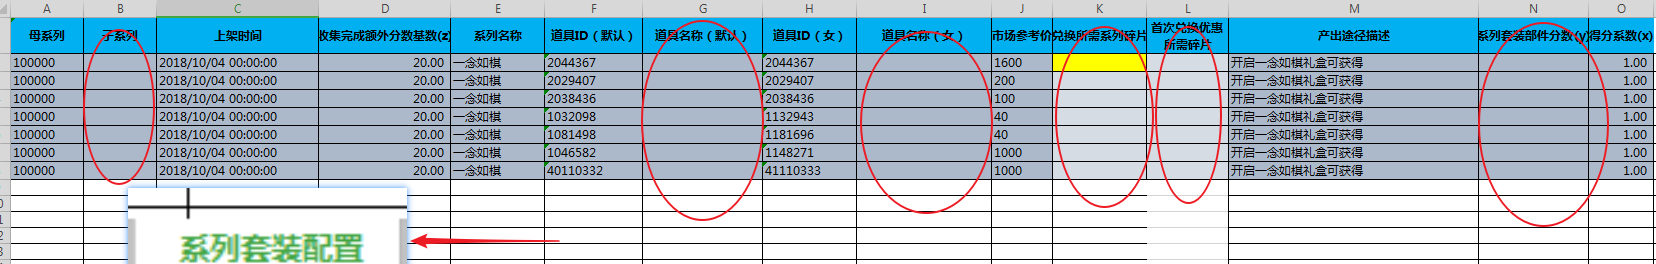 A B C D E F G H I J K L M N O
母系列 子系列 上架时间 收集完成额外分数基数(z) 系列名称 道具ID（默认） 道具名称（默认） 道具ID（女） 道具名称（女） 市场参考价 兑换所需系列碎片 首次兑换优惠 产出途径描述 系列套装部件分数(y) 得分系数(x)
所需碎片
100000 2018/10/04 00:00:00 20.00 一念如棋 2044367 2044367 1600 开启一念如棋礼盒可获得 1.00
100000 2018/10/04 00:00:00 20.00 一念如棋 2029407 2029407 200 开启一念如棋礼盒可获得 1.00
100000 2018/10/04 00:00:00 20.00 一念如棋 2038436 2038436 100 开启一念如棋礼盒可获得 1.00
100000 2018/10/04 00:00:00 20.00 一念如棋 1032098 1132943 40 开启一念如棋礼盒可获得 1.00
100000 2018/10/04 00:00:00 20.00 一念如棋 1081498 1181696 40 开启一念如棋礼盒可获得 1.00
100000 2018/10/04 00:00:00 20.00 一念如棋 1046582 1148271 1000 开启一念如棋礼盒可获得 1.00
100000 2018/10/04 00:00:00 20.00 一念如棋 40110332 41110333 1000 开启一念如棋礼盒可获得 1.00
系列套装配置